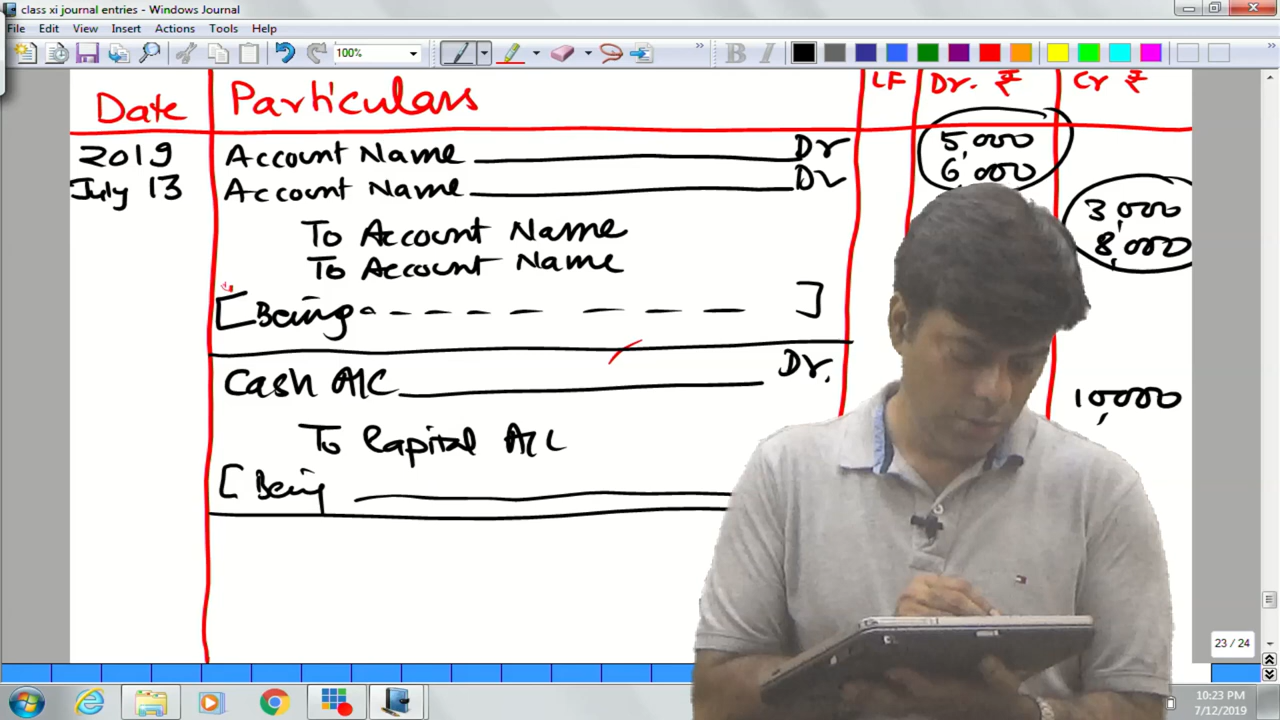 class xi journal entries - Windows Journal
File Edit View Insert Actions Tools Help
100%
B I
Date Particulars LF Dr. ₹ Cr ₹
2019 Account Name Dr 5,000
July 13 Account Name Dr 6,000
To Account Name 3,000
To Account Name 8,000
[Being ]
Cash A/C Dr.
10,000
To Capital A/C
[Being
23 / 24
10:23 PM
7/12/2019